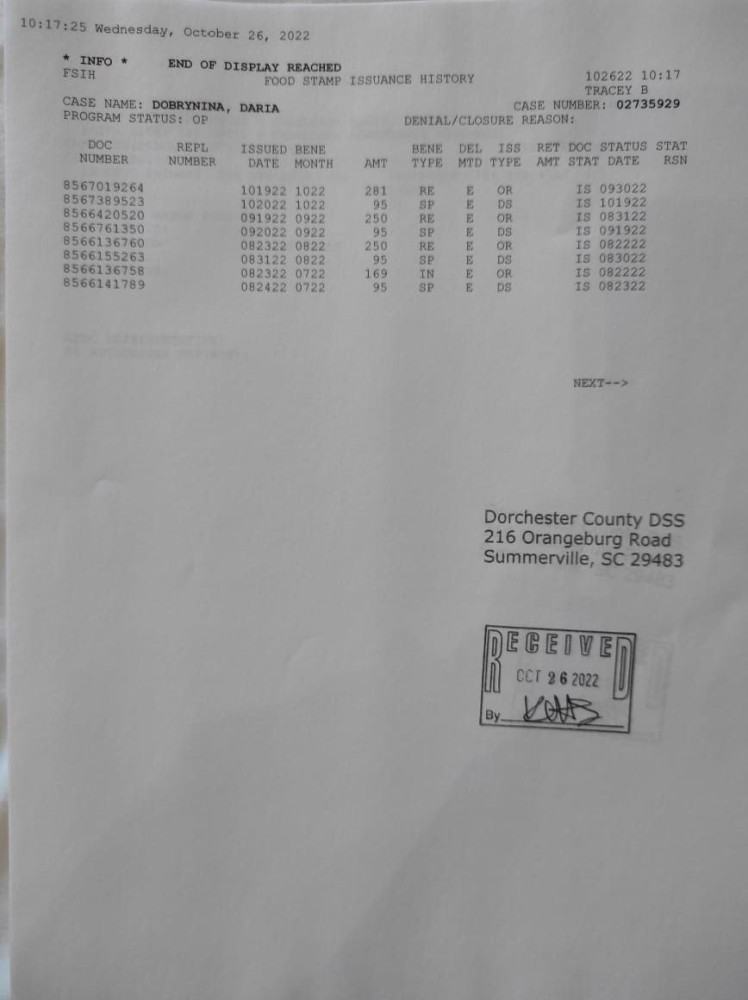 10:17:25 Wednesday, October 26, 2022
* INFO * END OF DISPLAY REACHED
FSIH FOOD STAMP ISSUANCE HISTORY 102622 10:17
TRACEY B
CASE NAME: DOBRYNINA, DARIA CASE NUMBER: 02735929
PROGRAM STATUS: OP DENIAL/CLOSURE REASON:
DOC REPL ISSUED BENE BENE DEL ISS RET DOC STATUS STAT
NUMBER NUMBER DATE MONTH AMT TYPE MTD TYPE AMT STAT DATE RSN
8567019264 101922 1022 281 RE E OR IS 093022
8567389523 102022 1022 95 SP E DS IS 101922
8566420520 091922 0922 250 RE E OR IS 083122
8566761350 092022 0922 95 SP E DS IS 091922
8566136760 082322 0822 250 RE E OR IS 082222
8566155263 083122 0822 95 SP E DS IS 083022
8566136758 082322 0722 169 IN E OR IS 082222
8566141789 082422 0722 95 SP E DS IS 082322
NEXT-->
Dorchester County DSS
216 Orangeburg Road
Summerville, SC 29483
RECEIVED
OCT 26 2022
By